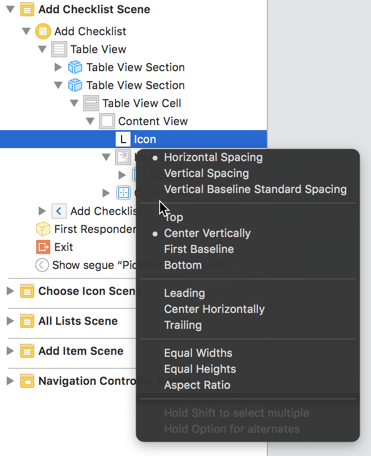 Add Checklist Scene
Add Checklist
Table View
Table View Section
Table View Section
Table View Cell
Content View
L Icon
Horizontal Spacing
Vertical Spacing
Vertical Baseline Standard Spacing
Add Checklist
Top
Center Vertically
First Responder
First Baseline
Exit
Bottom
Show segue "Pic
Choose Icon Scene
Leading
Center Horizontally
All Lists Scene
Trailing
Add Item Scene
Equal Widths
Equal Heights
Navigation Controller
Aspect Ratio
Hold Shift to select multiple
Hold Option for alternates